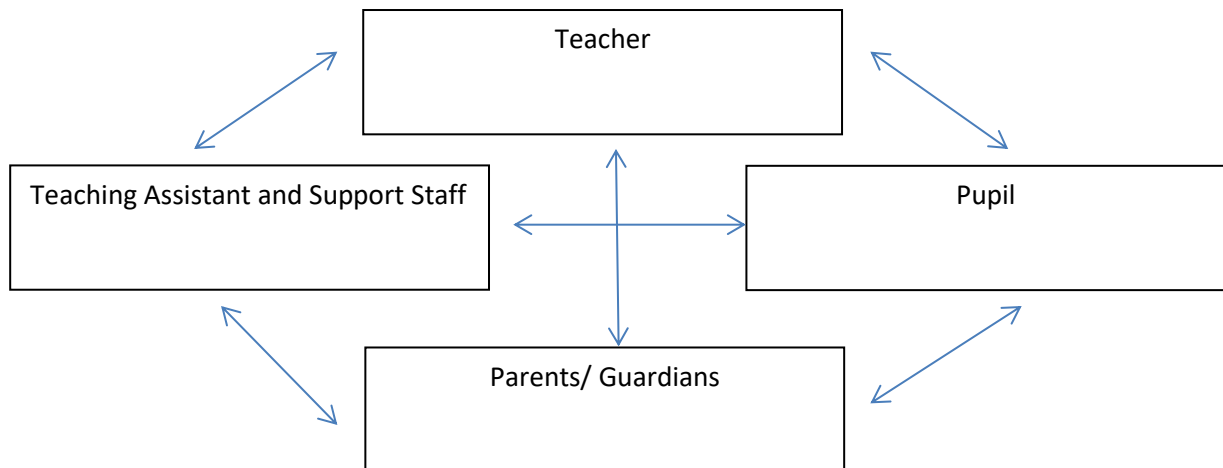 Teacher
Teaching Assistant and Support Staff
Pupil
Parents/ Guardians